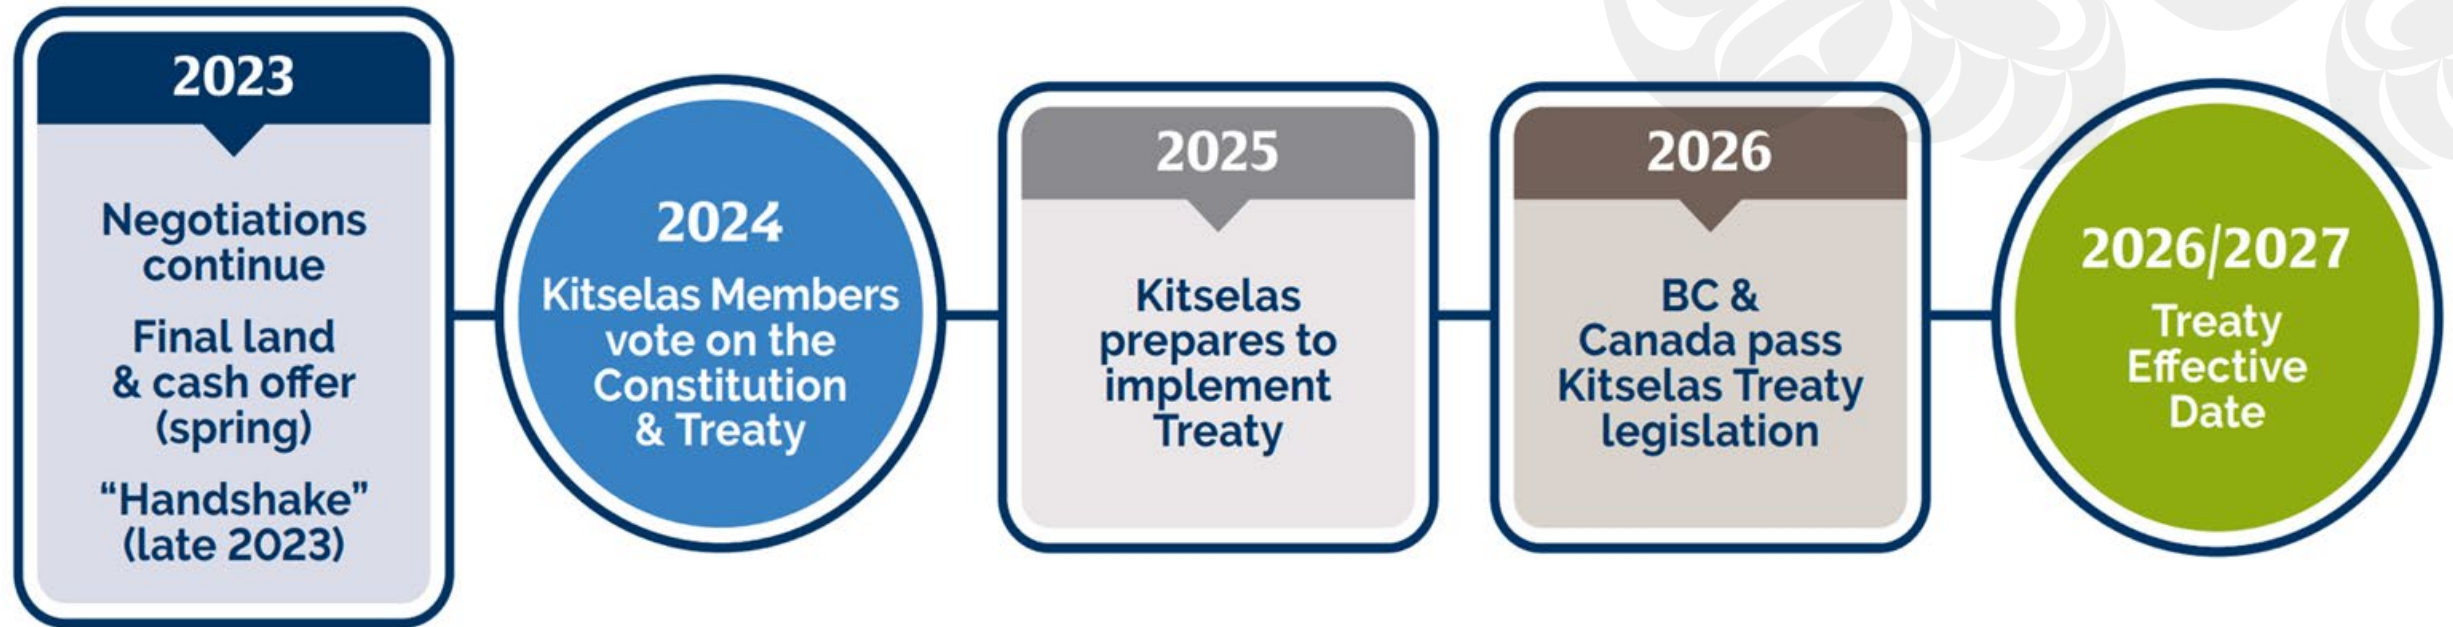 2023
Negotiations
continue
Final land
& cash offer
(spring)
“Handshake”
(late 2023)
2024
Kitselas Members
vote on the
Constitution
& Treaty
2025
Kitselas
prepares to
implement
Treaty
2026
BC &
Canada pass
Kitselas Treaty
legislation
2026/2027
Treaty
Effective
Date